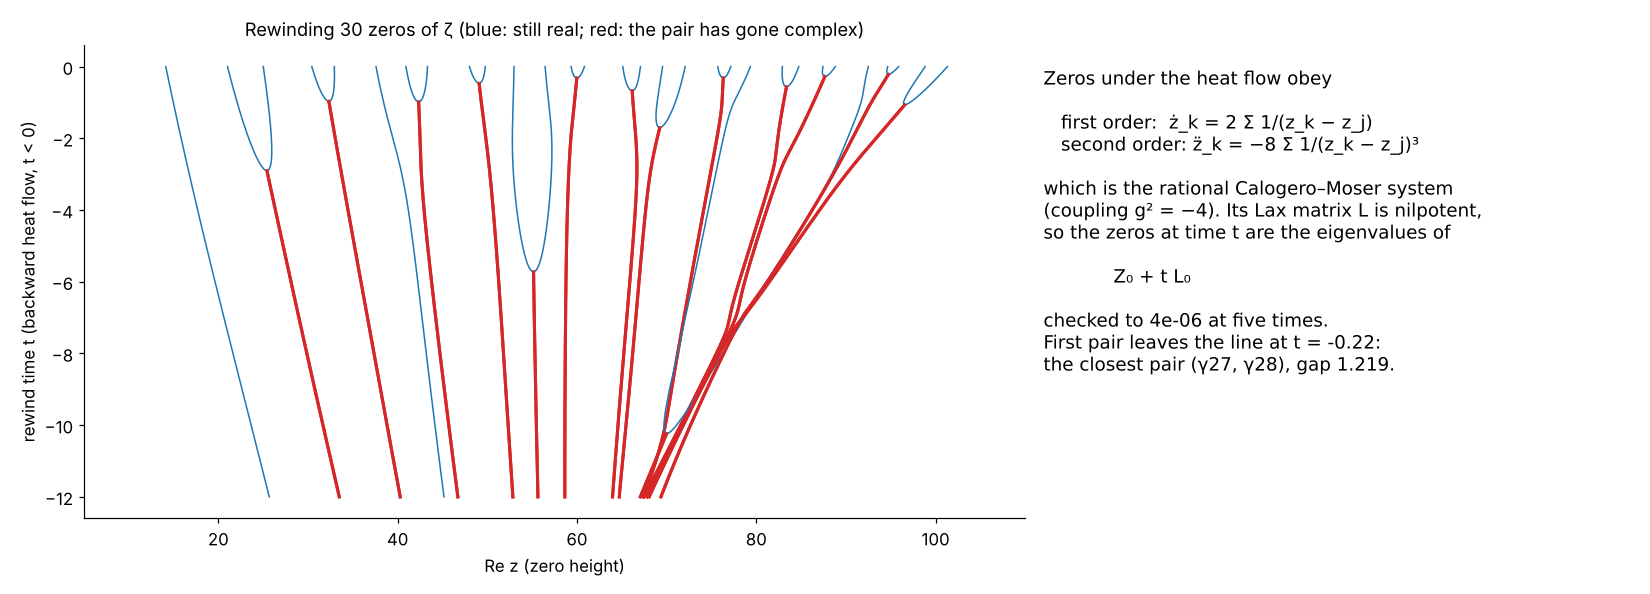 Rewinding 30 zeros of ζ (blue: still real; red: the pair has gone complex)
rewind time t (backward heat flow, t < 0)
0
−2
−4
−6
−8
−10
−12
20
40
60
80
100
Re z (zero height)
Zeros under the heat flow obey
first order: ż_k = 2 Σ 1/(z_k − z_j)
second order: z̈_k = −8 Σ 1/(z_k − z_j)³
which is the rational Calogero–Moser system
(coupling g² = −4). Its Lax matrix L is nilpotent,
so the zeros at time t are the eigenvalues of
Z₀ + t L₀
checked to 4e-06 at five times.
First pair leaves the line at t = -0.22:
the closest pair (γ27, γ28), gap 1.219.